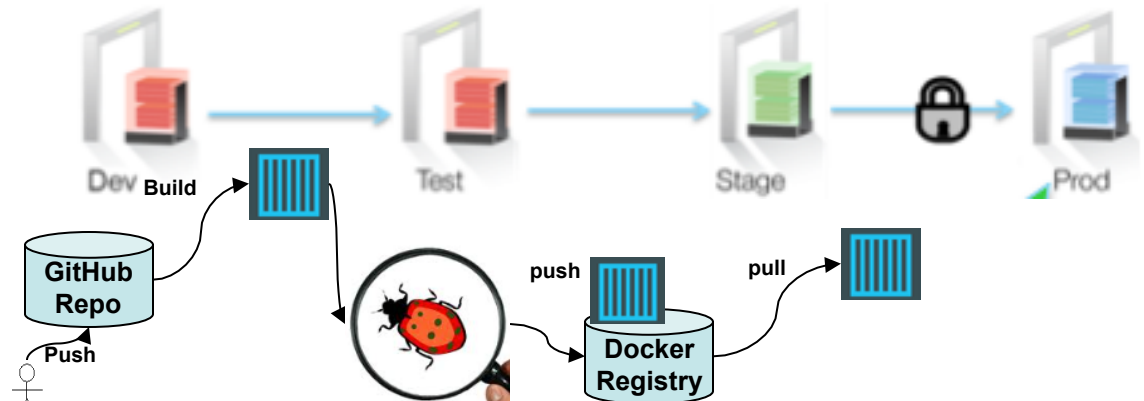 Dev
Test
Stage
Prod
Build
GitHub
Repo
Push
push
pull
Docker
Registry